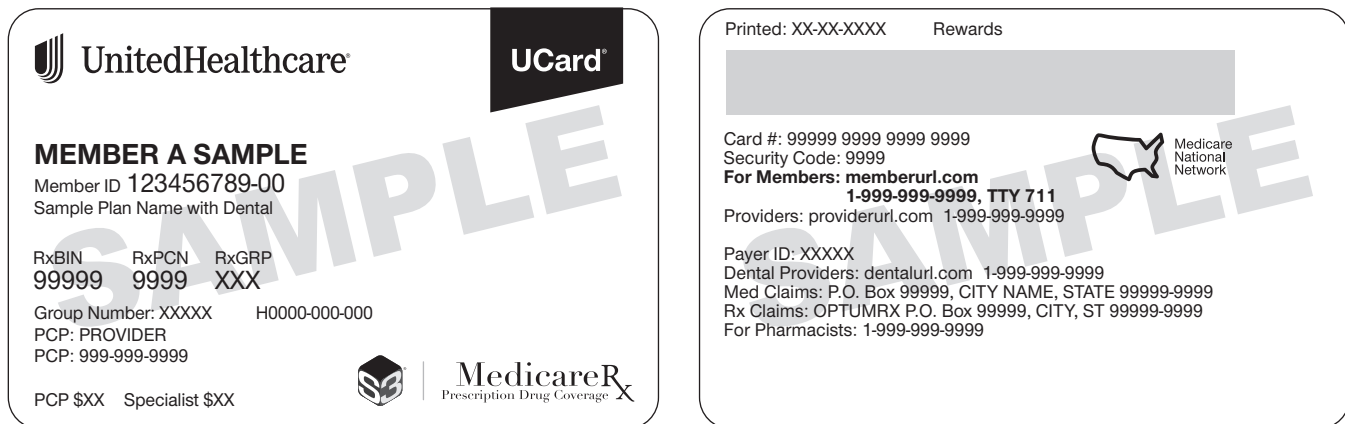 UnitedHealthcare®
UCard®
SAMPLE
MEMBER A SAMPLE
Member ID 123456789-00
Sample Plan Name with Dental
RxBIN RxPCN RxGRP
99999 9999 XXX
Group Number: XXXXX H0000-000-000
PCP: PROVIDER
PCP: 999-999-9999
PCP $XX Specialist $XX
S3
MedicareRx
Prescription Drug Coverage
Printed: XX-XX-XXXX Rewards
SAMPLE
Card #: 99999 9999 9999 9999
Security Code: 9999
For Members: memberurl.com
1-999-999-9999, TTY 711
Providers: providerurl.com 1-999-999-9999
Medicare
National
Network
Payer ID: XXXXX
Dental Providers: dentalurl.com 1-999-999-9999
Med Claims: P.O. Box 99999, CITY NAME, STATE 99999-9999
Rx Claims: OPTUMRX P.O. Box 99999, CITY, ST 99999-9999
For Pharmacists: 1-999-999-9999